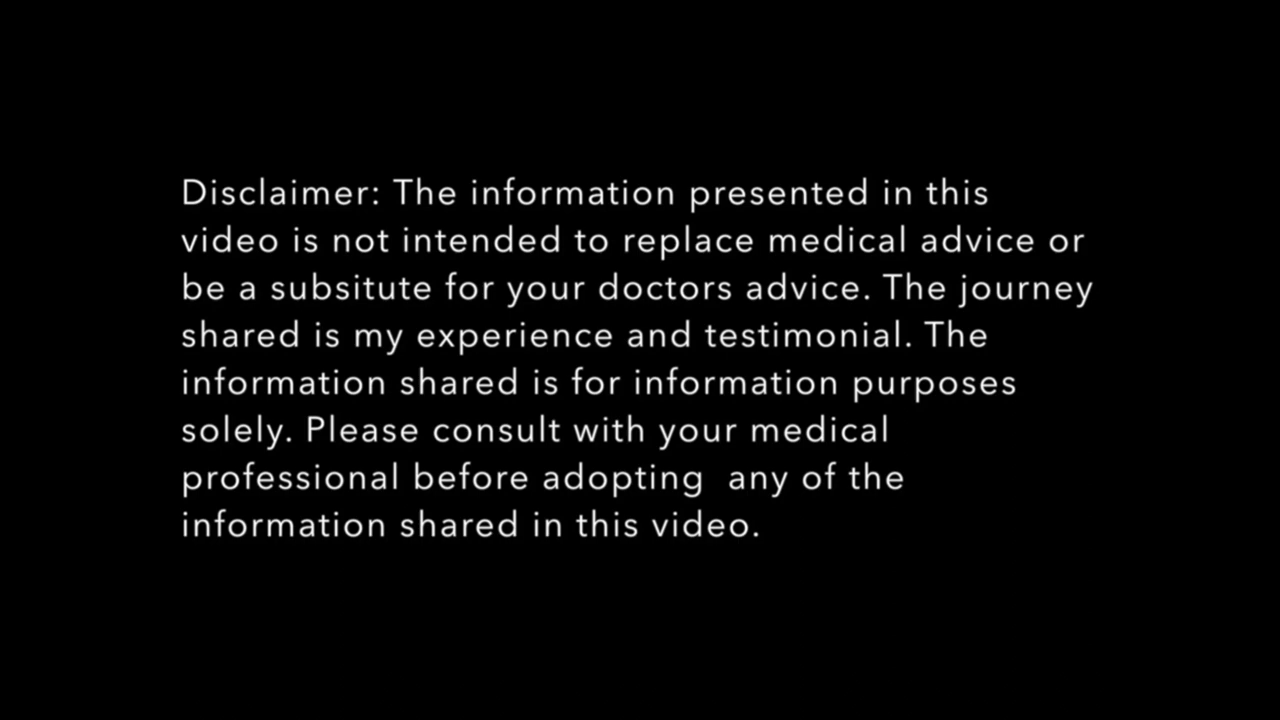 Disclaimer: The information presented in this
video is not intended to replace medical advice or
be a subsitute for your doctors advice. The journey
shared is my experience and testimonial. The
information shared is for information purposes
solely. Please consult with your medical
professional before adopting  any of the
information shared in this video.